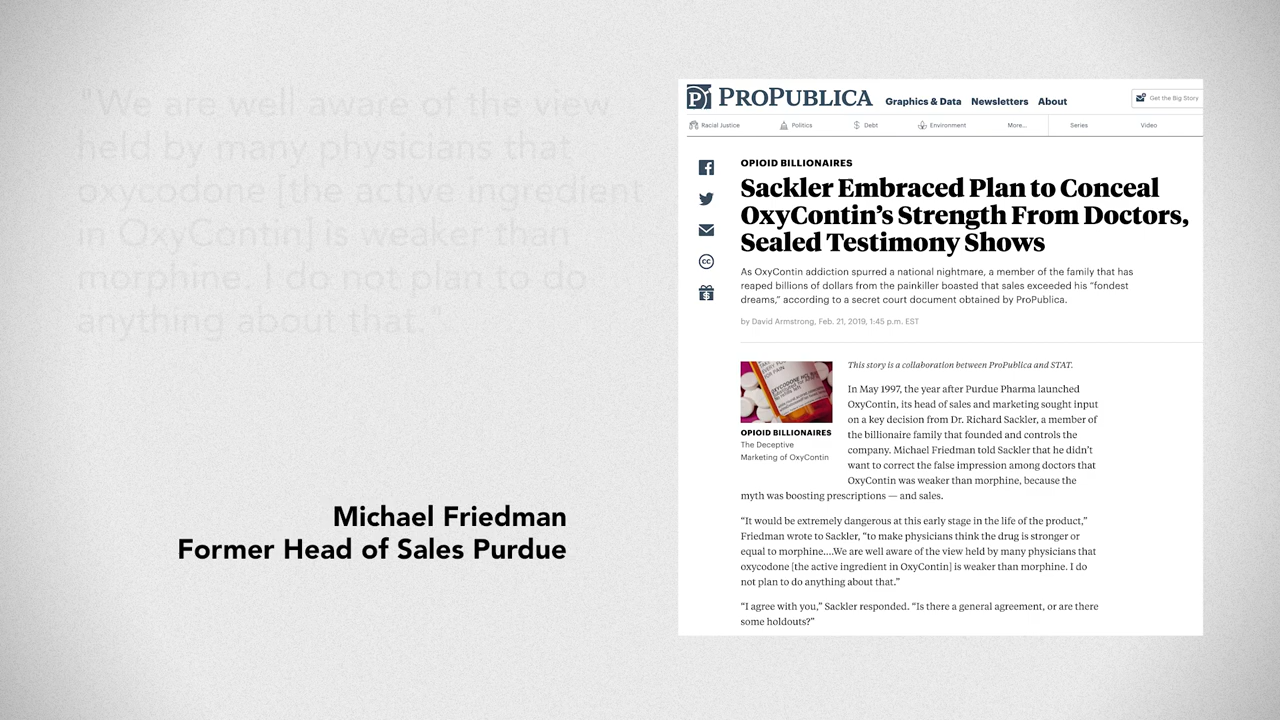 "We are well aware of the view
held by many physicians that
oxycodone [the active ingredient
in OxyContin] is weaker than
morphine. I do not plan to do
anything about that."
Michael Friedman
Former Head of Sales Purdue
PROPUBLICA Graphics & Data Newsletters About Get the Big Story
Racial Justice Politics Debt Environment More... Series Video
OPIOID BILLIONAIRES
Sackler Embraced Plan to Conceal
OxyContin’s Strength From Doctors,
Sealed Testimony Shows
As OxyContin addiction spurred a national nightmare, a member of the family that has
reaped billions of dollars from the painkiller boasted that sales exceeded his “fondest
dreams,” according to a secret court document obtained by ProPublica.
by David Armstrong, Feb. 21, 2019, 1:45 p.m. EST
OPIOID BILLIONAIRES
The Deceptive
Marketing of OxyContin
This story is a collaboration between ProPublica and STAT.
In May 1997, the year after Purdue Pharma launched
OxyContin, its head of sales and marketing sought input
on a key decision from Dr. Richard Sackler, a member of
the billionaire family that founded and controls the
company. Michael Friedman told Sackler that he didn’t
want to correct the false impression among doctors that
OxyContin was weaker than morphine, because the
myth was boosting prescriptions — and sales.
“It would be extremely dangerous at this early stage in the life of the product,”
Friedman wrote to Sackler, “to make physicians think the drug is stronger or
equal to morphine....We are well aware of the view held by many physicians that
oxycodone [the active ingredient in OxyContin] is weaker than morphine. I do
not plan to do anything about that.”
“I agree with you,” Sackler responded. “Is there a general agreement, or are there
some holdouts?”